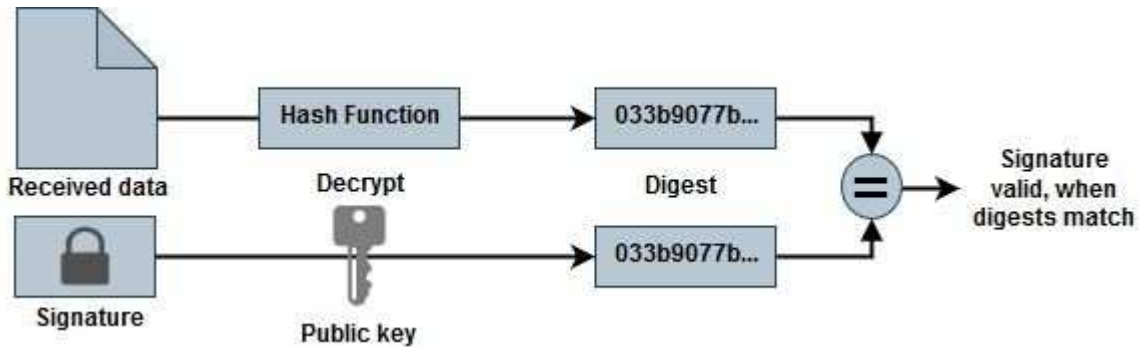 Hash Function
033b9077b...
Received data
Decrypt
Digest
Signature
valid, when
digests match
=
033b9077b...
Signature
Public key